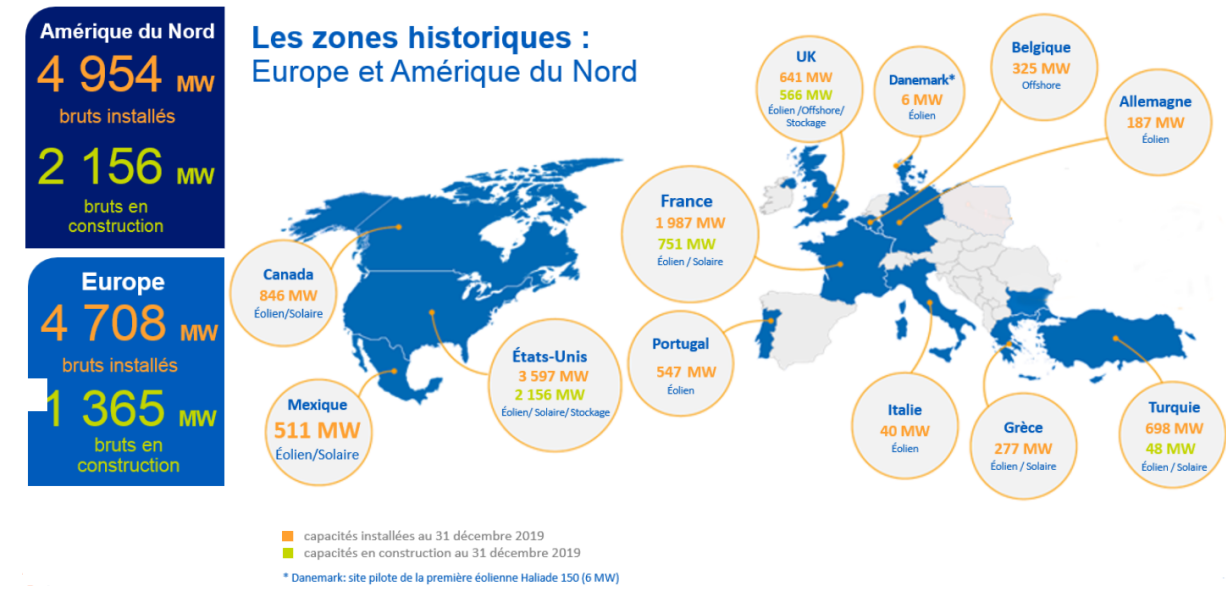 Amérique du Nord
4 954 MW
bruts installés
2 156 MW
bruts en
construction
Europe
4 708 MW
bruts installés
1 365 MW
bruts en
construction
Les zones historiques :
Europe et Amérique du Nord
Canada
846 MW
Éolien/Solaire
Mexique
511 MW
Éolien/Solaire
États-Unis
3 597 MW
2 156 MW
Éolien/ Solaire/ Stockage
UK
641 MW
566 MW
Éolien /Offshore/
Stockage
Danemark*
6 MW
Éolien
Belgique
325 MW
Offshore
Allemagne
187 MW
Éolien
France
1 987 MW
751 MW
Éolien / Solaire
Portugal
547 MW
Éolien
Italie
40 MW
Éolien
Grèce
277 MW
Éolien / Solaire
Turquie
698 MW
48 MW
Éolien / Solaire
capacités installées au 31 décembre 2019
capacités en construction au 31 décembre 2019
* Danemark: site pilote de la première éolienne Haliade 150 (6 MW)